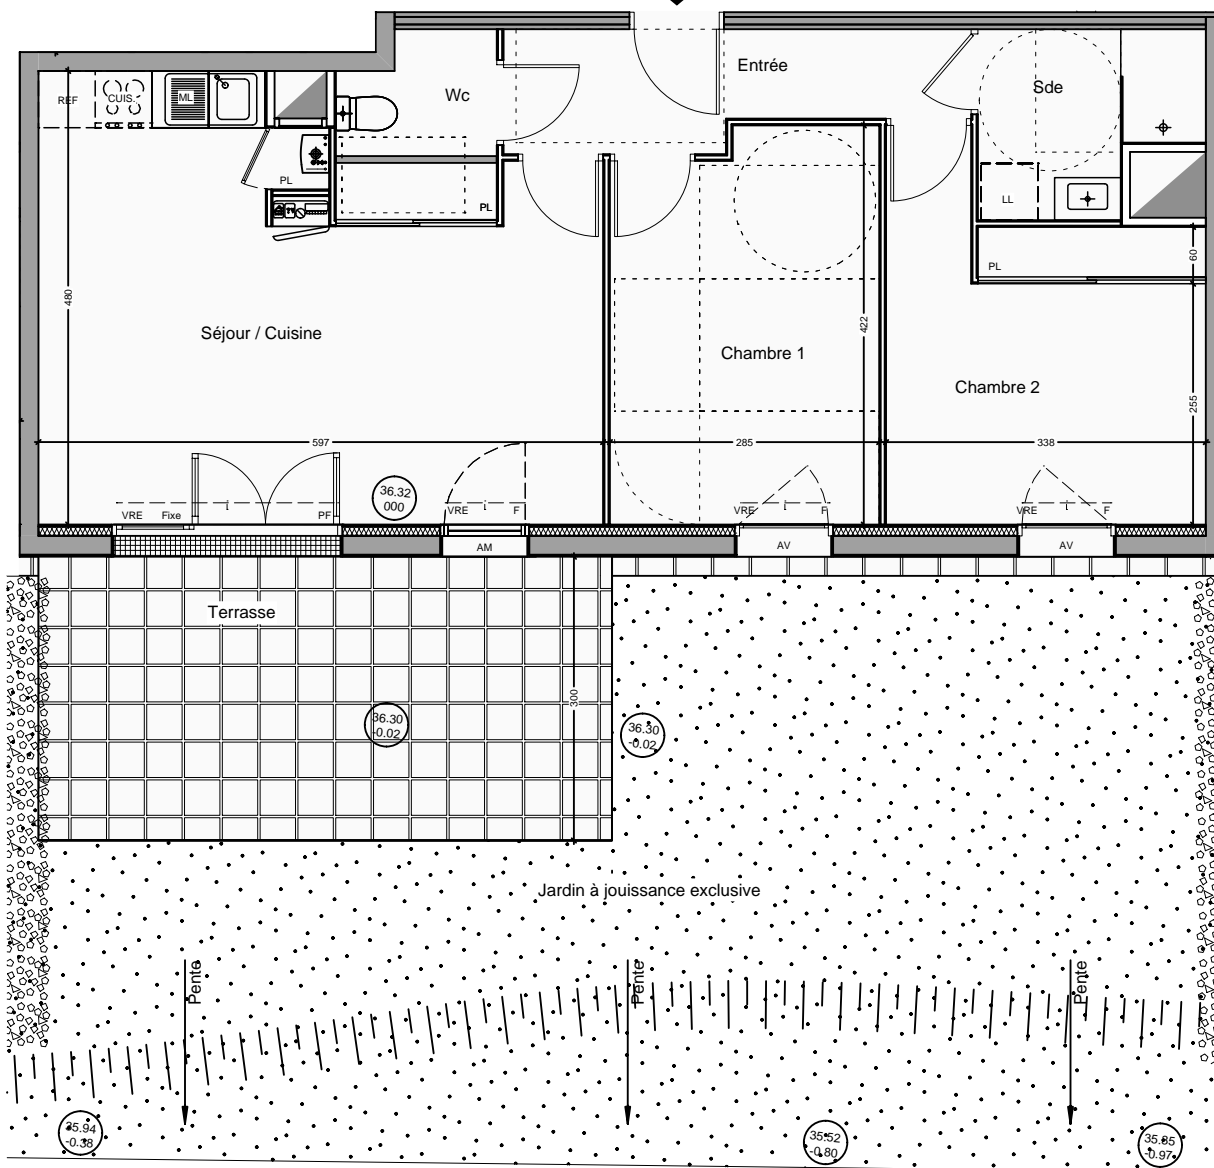 Entrée
Wc
Sde
REF
CUIS.
ML
PL
PL
LL
PL
60
480
422
255
Séjour / Cuisine
Chambre 1
Chambre 2
597
285
338
36.32
000
VRE
Fixe
PF
VRE
F
VRE
F
VRE
F
AM
AV
AV
Terrasse
300
36.30
-0.02
36.30
-0.02
Jardin à jouissance exclusive
Pente
Pente
Pente
35.94
-0.38
35.52
-0.80
-0.97